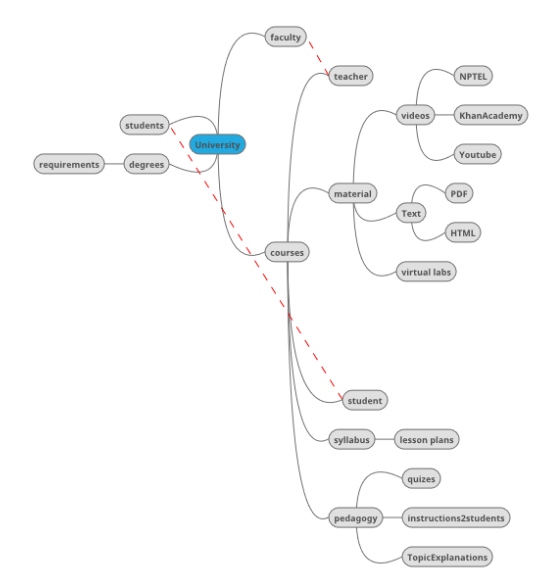 faculty
teacher
NPTEL
videos
KhanAcademy
students
University
Youtube
requirements
degrees
material
PDF
Text
HTML
courses
virtual labs
student
syllabus
lesson plans
quizes
pedagogy
instructions2students
TopicExplanations